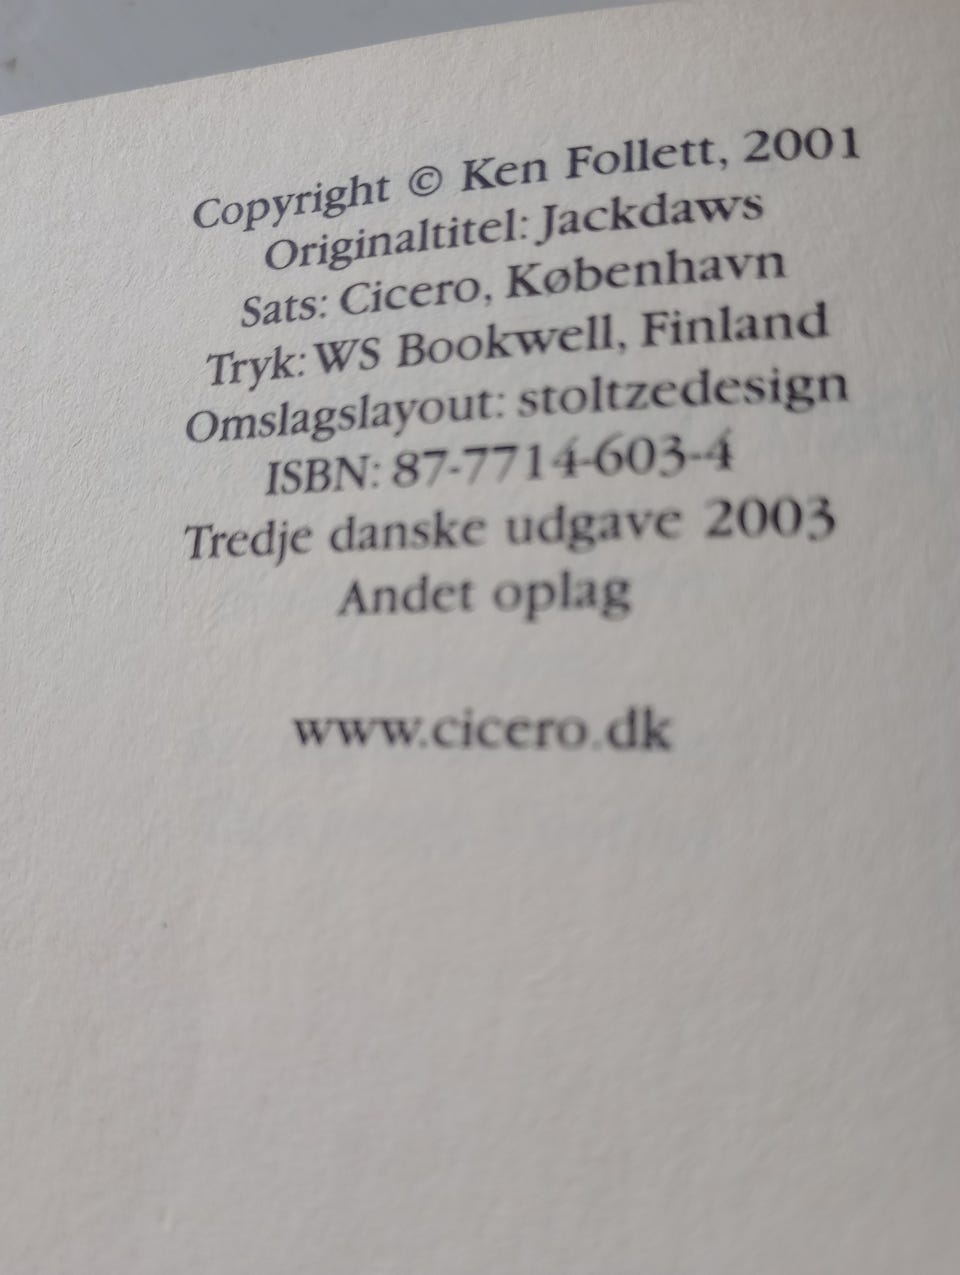 Copyright © Ken Follett, 2001
Originaltitel: Jackdaws
Sats: Cicero, København
Tryk: WS Bookwell, Finland
Omslagslayout: stoltzedesign
ISBN: 87-7714-603-4
Tredje danske udgave 2003
Andet oplag
www.cicero.dk